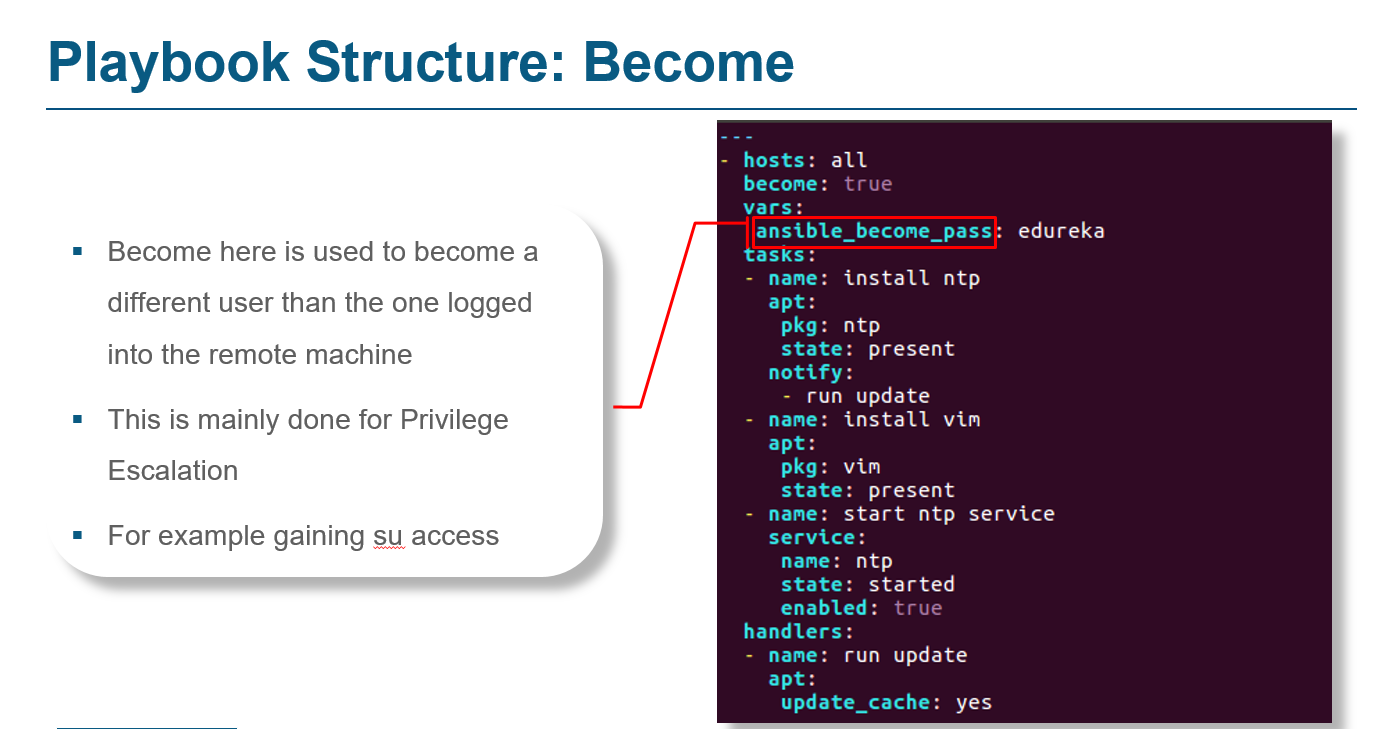 Playbook Structure: Become
▪ Become here is used to become a
different user than the one logged
into the remote machine
▪ This is mainly done for Privilege
Escalation
▪ For example gaining su access
---
- hosts: all
  become: true
  vars:
   ansible_become_pass: edureka
  tasks:
  - name: install ntp
    apt:
     pkg: ntp
     state: present
    notify:
     - run update
  - name: install vim
    apt:
     pkg: vim
     state: present
  - name: start ntp service
    service:
     name: ntp
     state: started
     enabled: true
  handlers:
  - name: run update
    apt:
     update_cache: yes